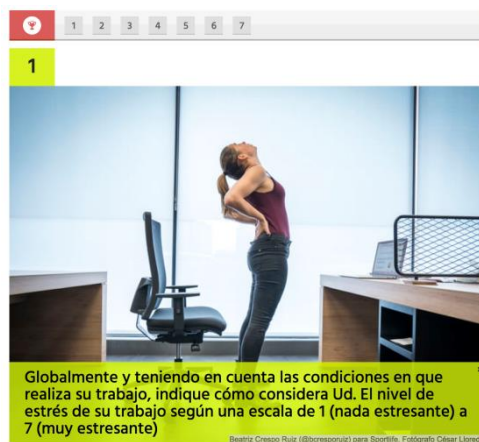 1 2 3 4 5 6 7
1
Globalmente y teniendo en cuenta las condiciones en que
realiza su trabajo, indique cómo considera Ud. El nivel de
estrés de su trabajo según una escala de 1 (nada estresante) a
7 (muy estresante)
Beatriz Crespo Ruiz (@bcresporuiz) para Sportlife. Fotógrafo César Lloreda